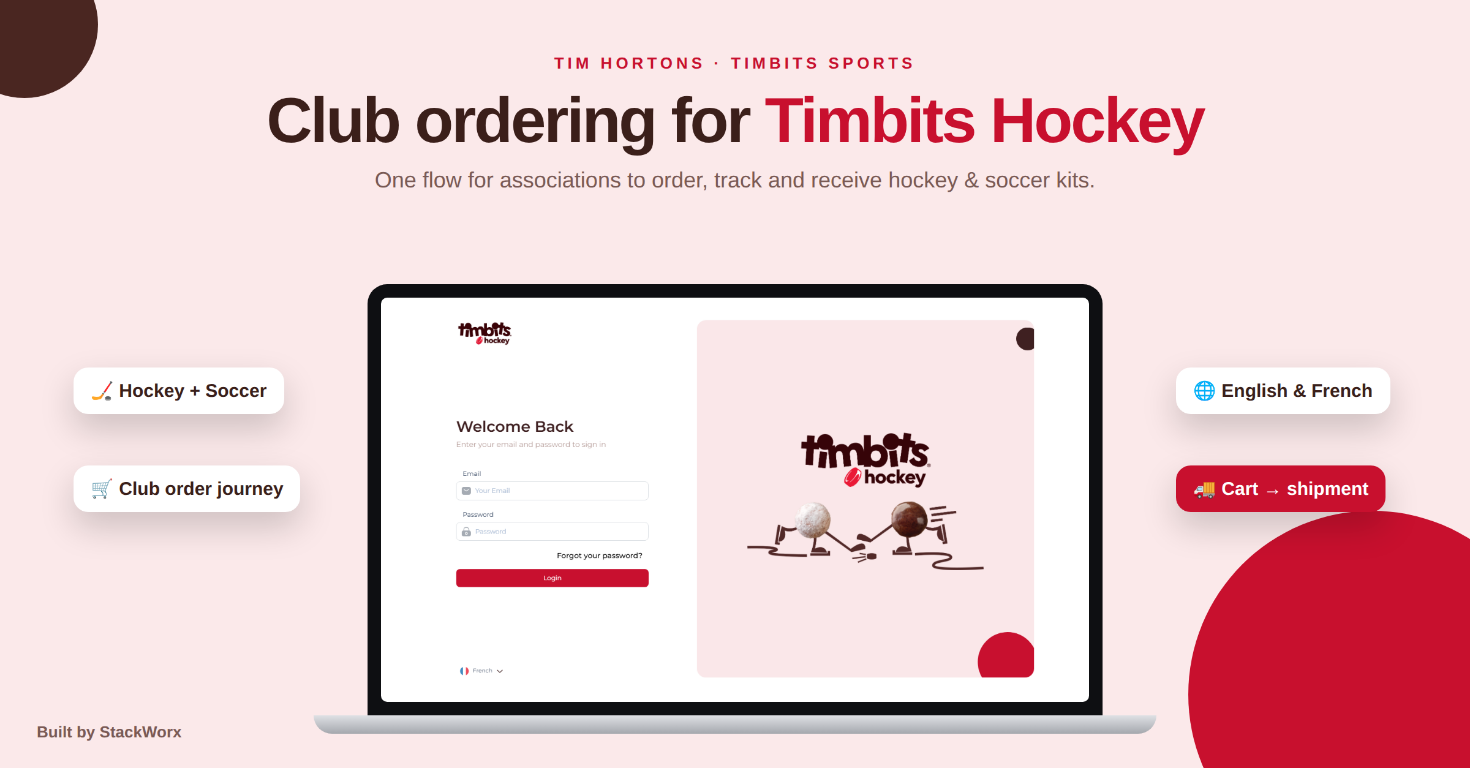 TIM HORTONS · TIMBITS SPORTS
Club ordering for Timbits Hockey
One flow for associations to order, track and receive hockey & soccer kits.
timbits
hockey
Welcome Back
Enter your email and password to sign in
Email
Your Email
Password
Password
Forgot your password?
Login
French
timbits
hockey
Hockey + Soccer
Club order journey
English & French
Cart → shipment
Built by StackWorx